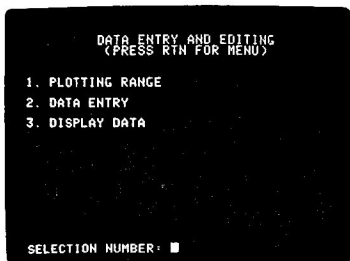 DATA ENTRY AND EDITING
(PRESS RTN FOR MENU)
1. PLOTTING RANGE
2. DATA ENTRY
3. DISPLAY DATA
SELECTION NUMBER: